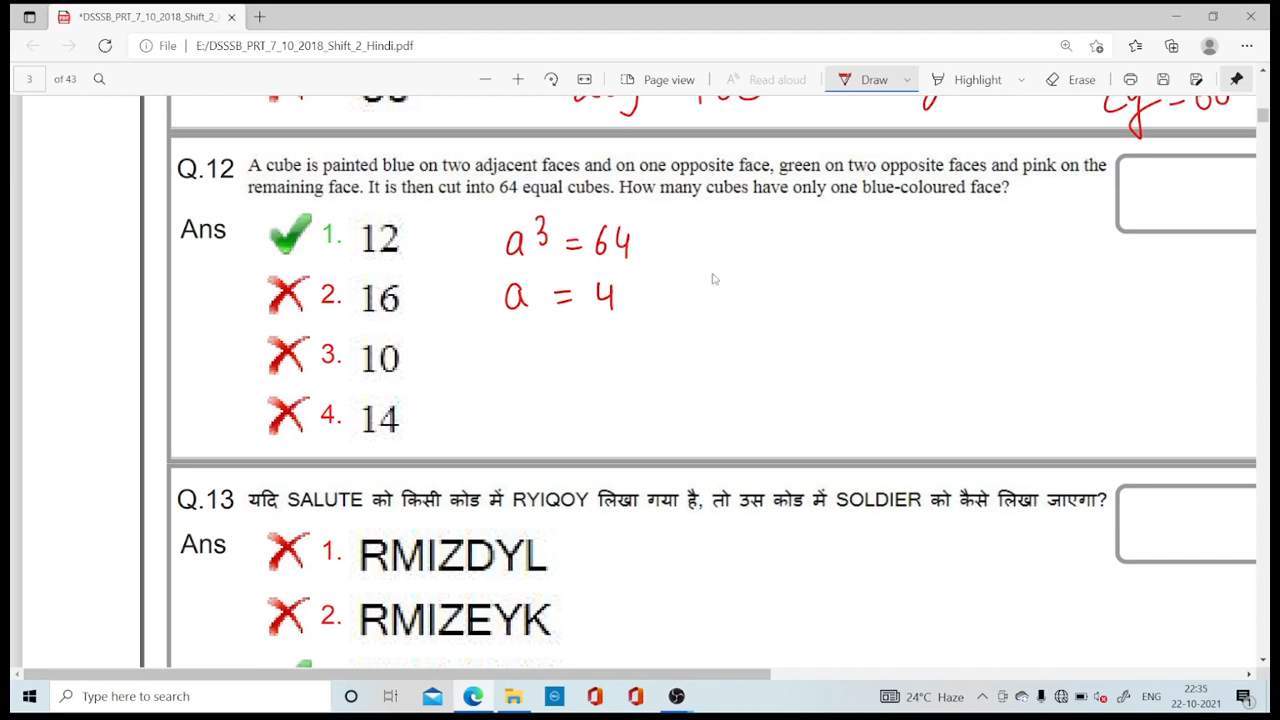 *DSSSB_PRT_7_10_2018_Shift_2_H
File E:/DSSSB_PRT_7_10_2018_Shift_2_Hindi.pdf
3 of 43 Page view Read aloud Draw Highlight Erase
Q.12 A cube is painted blue on two adjacent faces and on one opposite face, green on two opposite faces and pink on the
remaining face. It is then cut into 64 equal cubes. How many cubes have only one blue-coloured face?
Ans 1. 12 a³ = 64
2. 16 a = 4
3. 10
4. 14
Q.13 यदि SALUTE को किसी कोड में RYIQOY लिखा गया है, तो उस कोड में SOLDIER को कैसे लिखा जाएगा?
Ans 1. RMIZDYL
2. RMIZEYK
Type here to search 24°C Haze ENG 22:35
22-10-2021